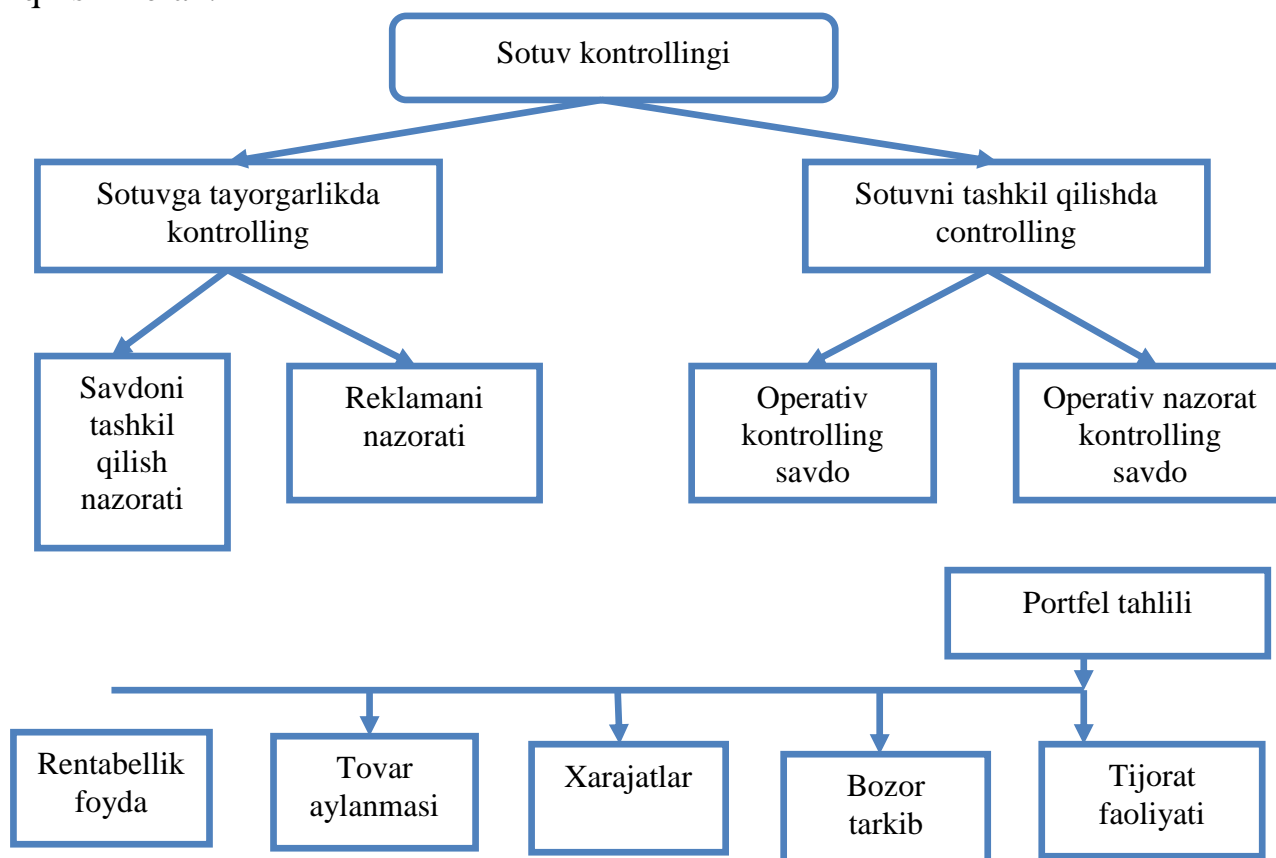 Sotuv kontrollingi
Sotuvga tayorgarlikda
kontrolling
Sotuvni tashkil qilishda
controlling
Savdoni
tashkil
qilish
nazorati
Reklamani
nazorati
Operativ
kontrolling
savdo
Operativ nazorat
kontrolling
savdo
Portfel tahlili
Rentabellik
foyda
Tovar
aylanmasi
Xarajatlar
Bozor
tarkib
Tijorat
faoliyati